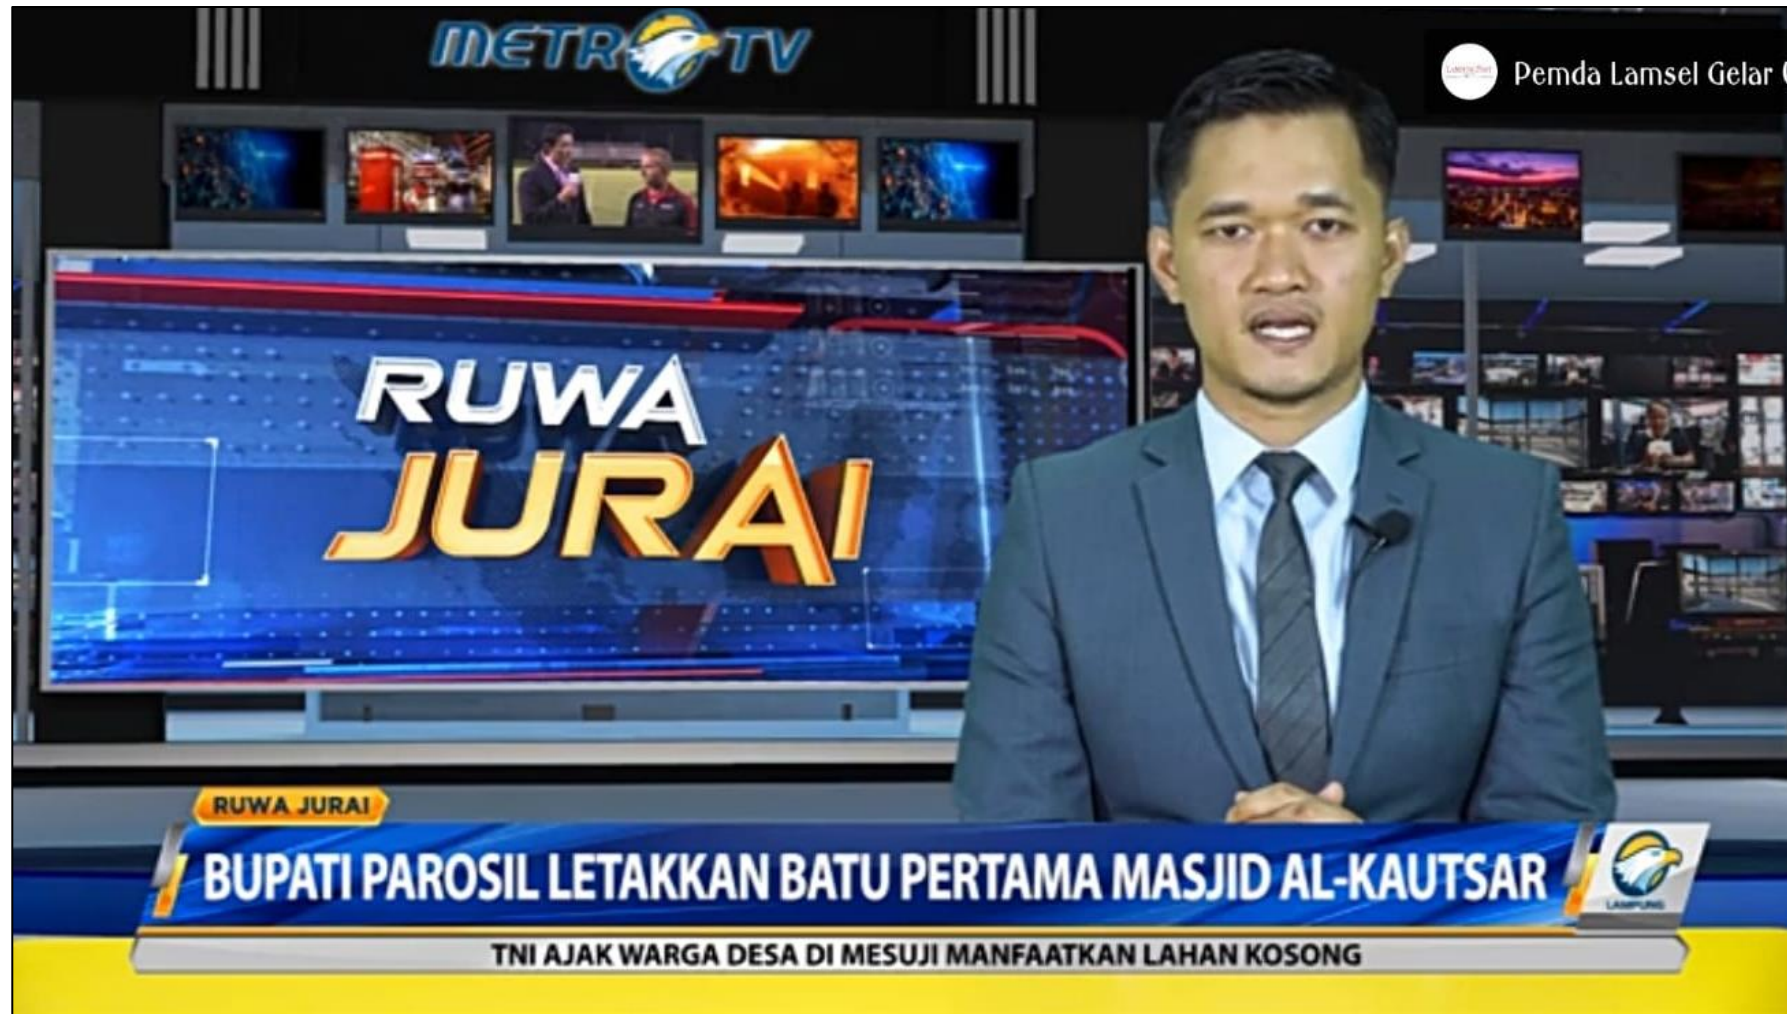 METRO TV
Pemda Lamsel Gelar
RUWA
JURAI
RUWA JURAI
BUPATI PAROSIL LETAKKAN BATU PERTAMA MASJID AL-KAUTSAR
LAMPUNG
TNI AJAK WARGA DESA DI MESUJI MANFAATKAN LAHAN KOSONG